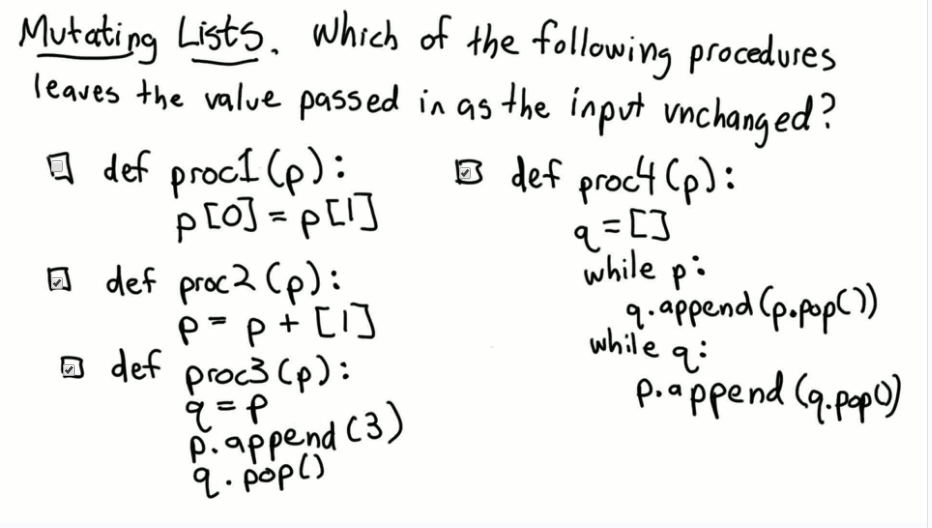 Mutating Lists. Which of the following procedures
leaves the value passed in as the input unchanged?
def proc1(p):
p[0] = p[1]
def proc2(p):
p = p + [1]
def proc3(p):
q = p
p.append(3)
q.pop()
def proc4(p):
q = []
while p:
q.append(p.pop())
while q:
p.append(q.pop())